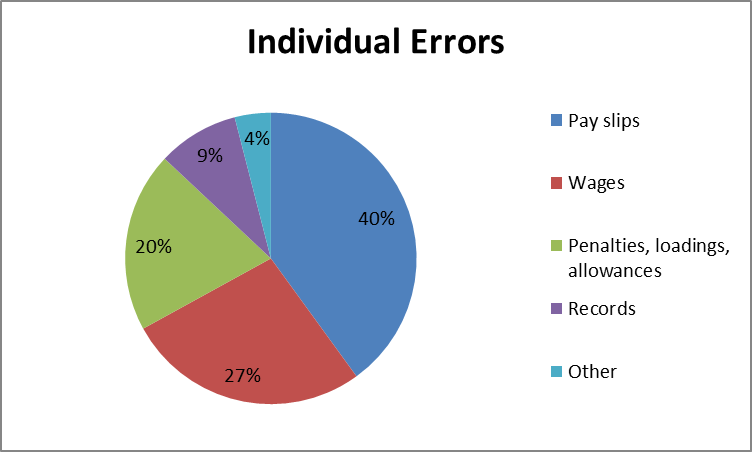 Individual Errors
4%
9%
40%
20%
27%
Pay slips
Wages
Penalties, loadings,
allowances
Records
Other